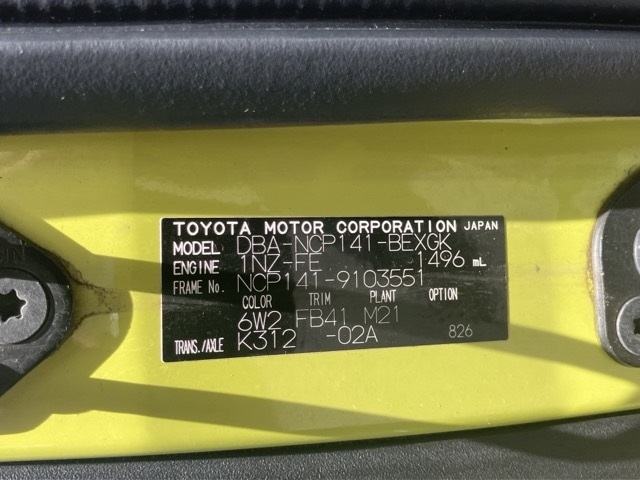 TOYOTA MOTOR CORPORATION JAPAN
MODEL DBA-NCP141-BEXGK
ENGINE 1NZ-FE 1496 mL
FRAME No. NCP141-9103551
COLOR TRIM PLANT OPTION
6W2 FB41 M21
TRANS./AXLE K312 -02A 826